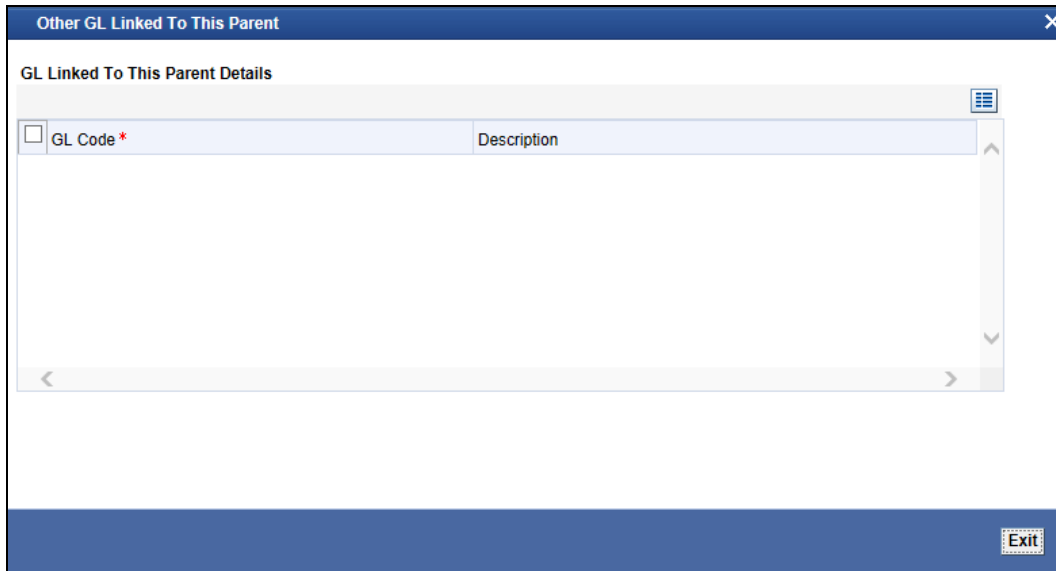 Other GL Linked To This Parent
GL Linked To This Parent Details
GL Code * Description
Exit